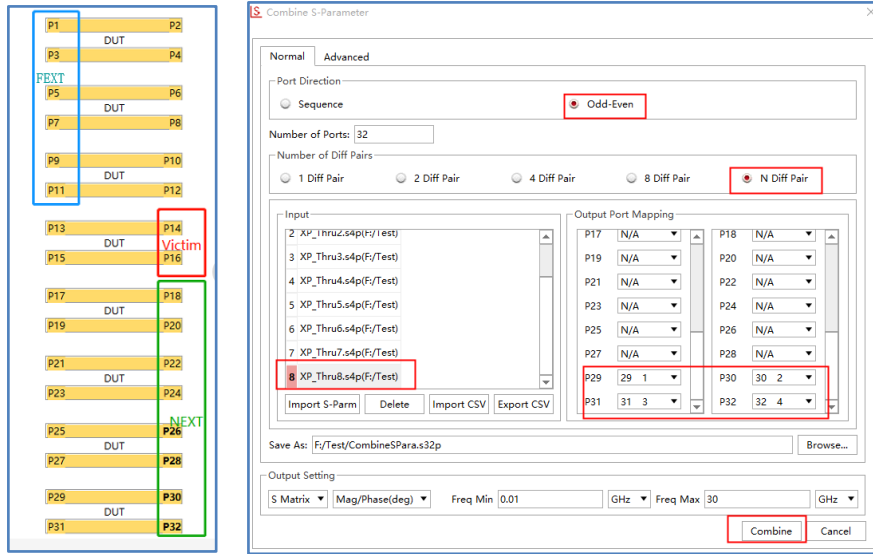 P1 P2
DUT
P3 P4
FEXT
P5 P6
DUT
P7 P8
P9 P10
DUT
P11 P12
P13 P14
DUT Victim
P15 P16
P17 P18
DUT
P19 P20
P21 P22
DUT
P23 P24
NEXT
P25 P26
DUT
P27 P28
P29 P30
DUT
P31 P32
S Combine S-Parameter
Normal Advanced
Port Direction
Sequence Odd-Even
Number of Ports: 32
Number of Diff Pairs
1 Diff Pair 2 Diff Pair 4 Diff Pair 8 Diff Pair N Diff Pair
Input
2 XP_Thru2.s4p(F:/Test)
3 XP_Thru3.s4p(F:/Test)
4 XP_Thru4.s4p(F:/Test)
5 XP_Thru5.s4p(F:/Test)
6 XP_Thru6.s4p(F:/Test)
7 XP_Thru7.s4p(F:/Test)
8 XP_Thru8.s4p(F:/Test)
Import S-Parm Delete Import CSV Export CSV
Output Port Mapping
P17 N/A P18 N/A
P19 N/A P20 N/A
P21 N/A P22 N/A
P23 N/A P24 N/A
P25 N/A P26 N/A
P27 N/A P28 N/A
P29 29 1 P30 30 2
P31 31 3 P32 32 4
Save As: F:/Test/CombineSPara.s32p Browse...
Output Setting
S Matrix Mag/Phase(deg) Freq Min 0.01 GHz Freq Max 30 GHz
Combine Cancel